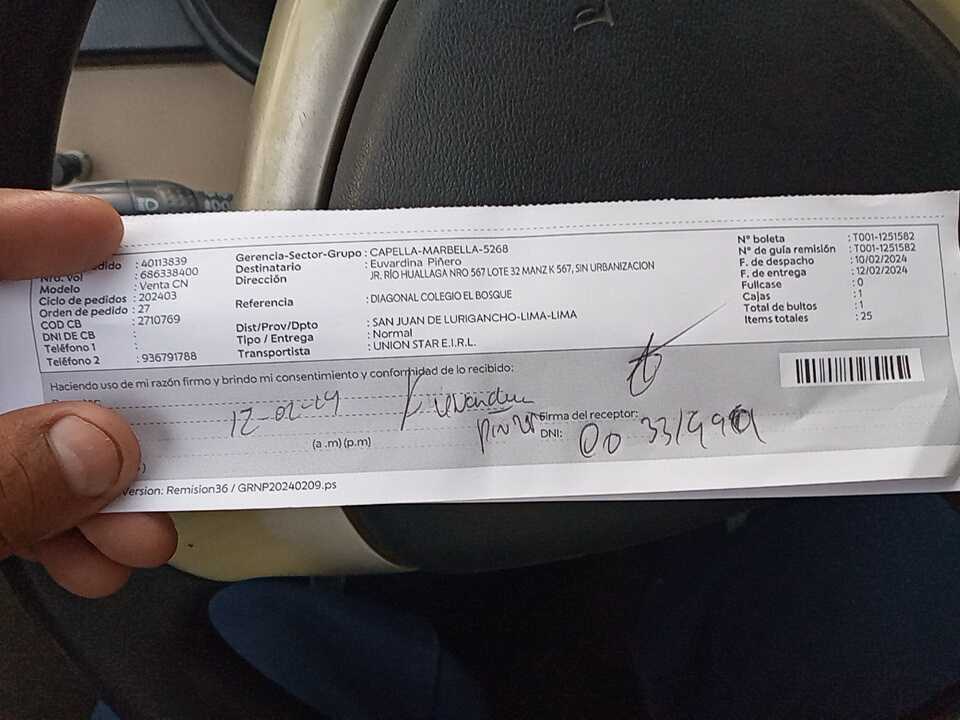 dido : 40113839
Nro. Vol : 686338400
Modelo : Venta CN
Ciclo de pedidos : 202403
Orden de pedido : 27
COD CB : 2710769
DNI DE CB :
Teléfono 1 :
Teléfono 2 : 936791788
Gerencia-Sector-Grupo : CAPELLA-MARBELLA-5268
Destinatario : Euvardina Piñero
Dirección : JR. RÍO HUALLAGA NRO 567 LOTE 32 MANZ K 567, SIN URBANIZACION
Referencia : DIAGONAL COLEGIO EL BOSQUE
Dist/Prov/Dpto : SAN JUAN DE LURIGANCHO-LIMA-LIMA
Tipo / Entrega : Normal
Transportista : UNION STAR E.I.R.L.
N° boleta : T001-1251582
N° de guía remisión : T001-1251582
F. de despacho : 10/02/2024
F. de entrega : 12/02/2024
Fullcase : 0
Cajas : 1
Total de bultos : 1
Items totales : 25
Haciendo uso de mi razón firmo y brindo mi consentimiento y conformidad de lo recibido:
(a .m) (p.m)
Firma del receptor:
DNI:
Version: Remision36 / GRNP20240209.ps